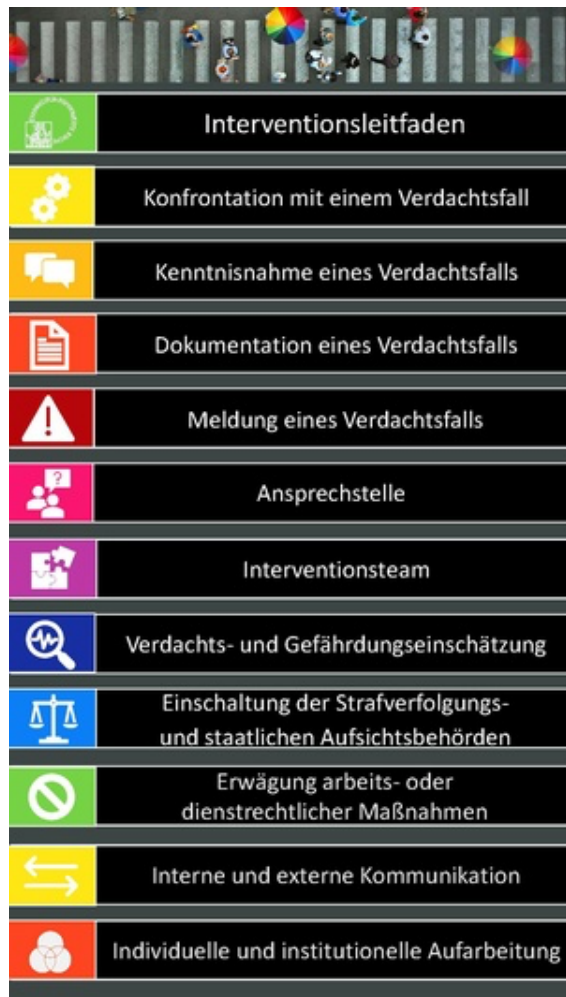 Interventionsleitfaden
Konfrontation mit einem Verdachtsfall
Kenntnisnahme eines Verdachtsfalls
Dokumentation eines Verdachtsfalls
Meldung eines Verdachtsfalls
?
Ansprechstelle
Interventionsteam
Verdachts- und Gefährdungseinschätzung
Einschaltung der Strafverfolgungs-
und staatlichen Aufsichtsbehörden
Erwägung arbeits- oder
dienstrechtlicher Maßnahmen
Interne und externe Kommunikation
Individuelle und institutionelle Aufarbeitung